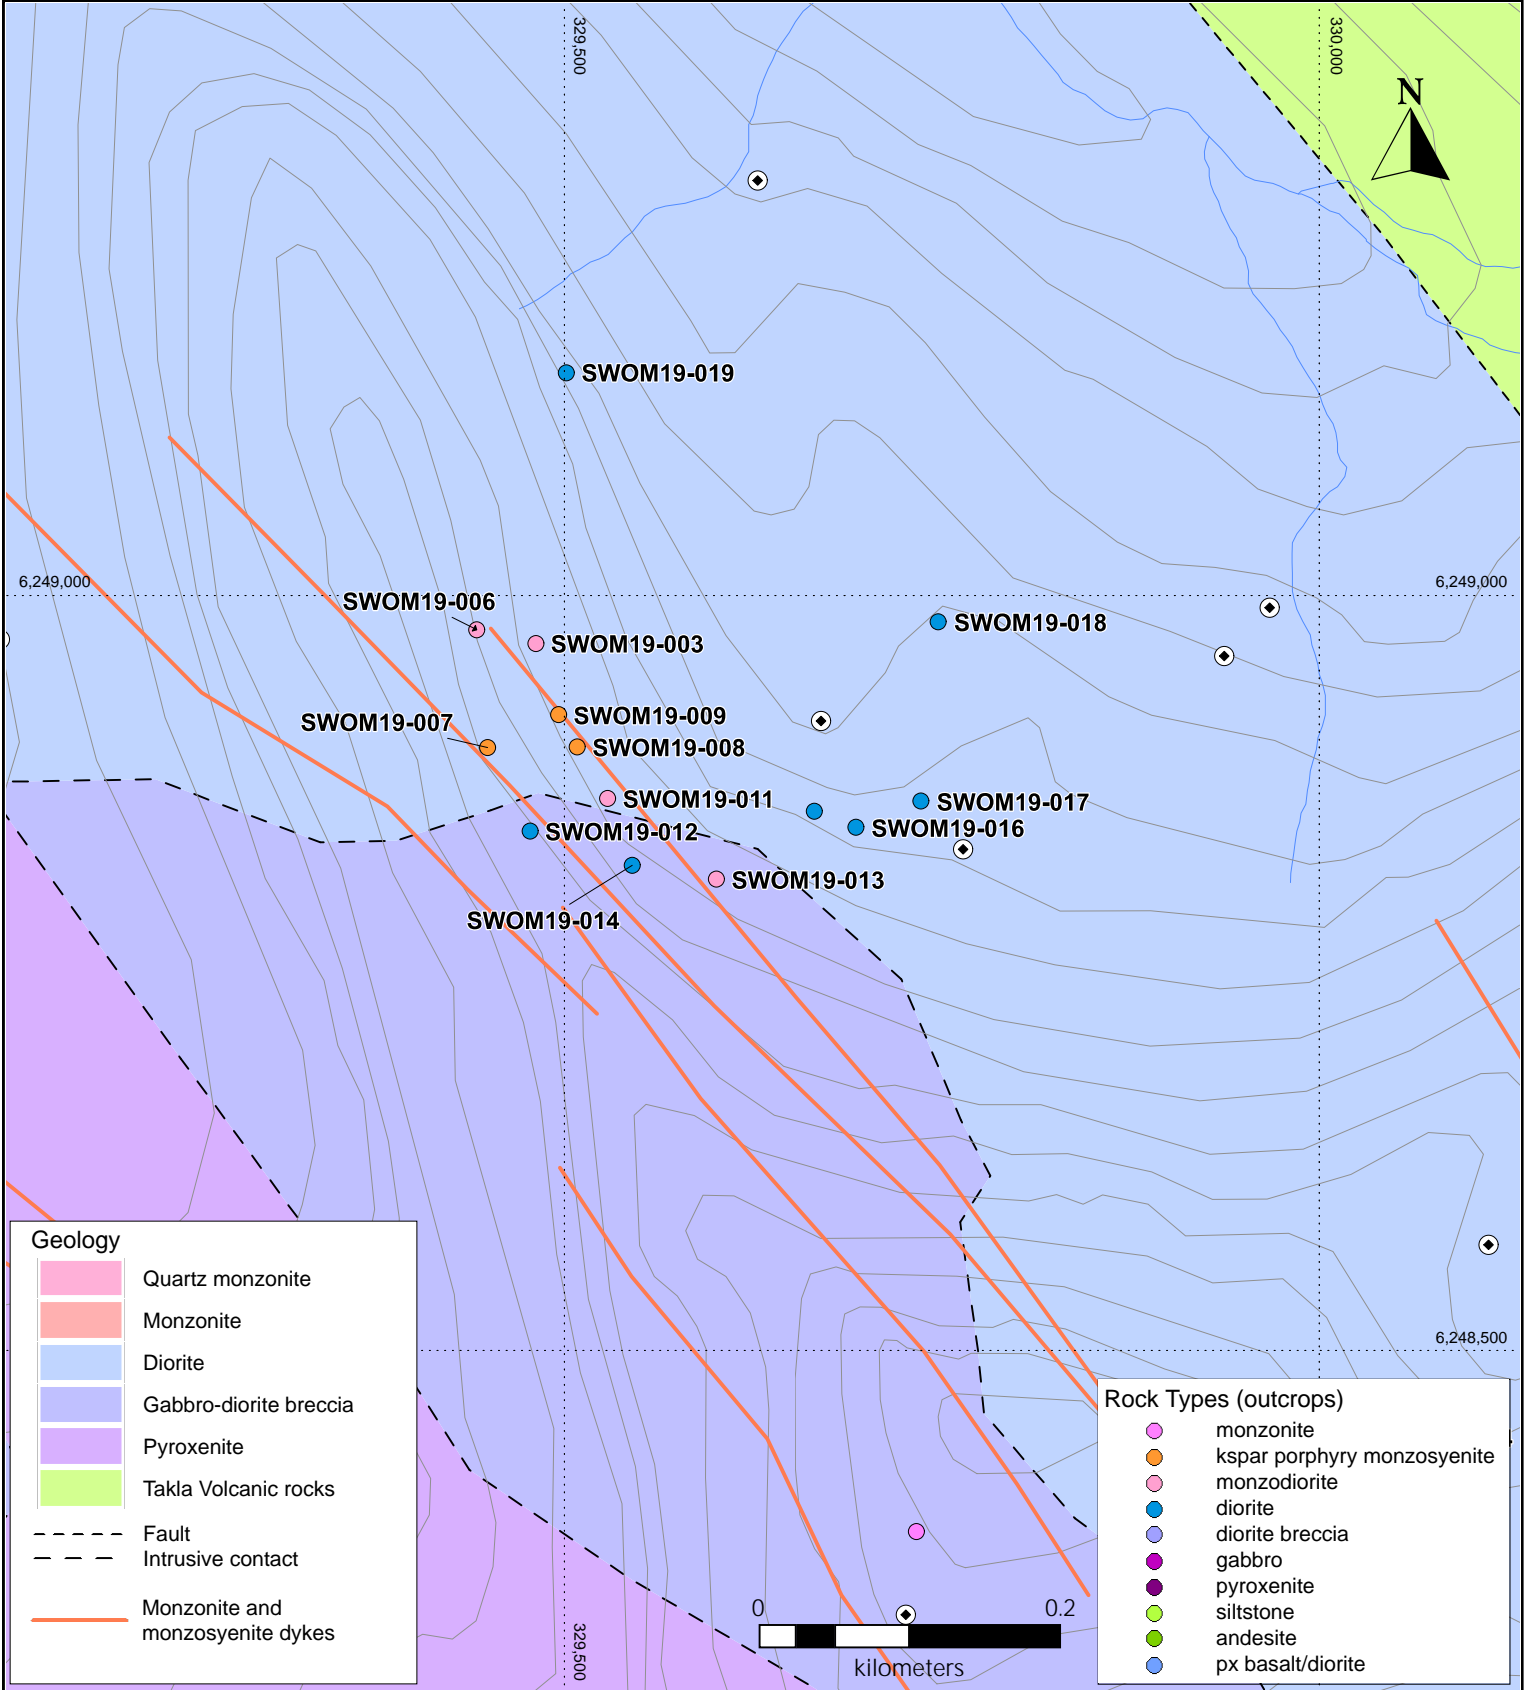 329,500
330,000
N
SWOM19-019
6,249,000
6,249,000
SWOM19-006
SWOM19-003
SWOM19-018
SWOM19-009
SWOM19-007
SWOM19-008
SWOM19-011
SWOM19-017
SWOM19-016
SWOM19-012
SWOM19-013
SWOM19-014
6,248,500
Geology
Quartz monzonite
Monzonite
Diorite
Gabbro-diorite breccia
Pyroxenite
Takla Volcanic rocks
Fault
Intrusive contact
Monzonite and
monzosyenite dykes
329,500
0 0.2
kilometers
Rock Types (outcrops)
monzonite
kspar porphyry monzosyenite
monzodiorite
diorite
diorite breccia
gabbro
pyroxenite
siltstone
andesite
px basalt/diorite